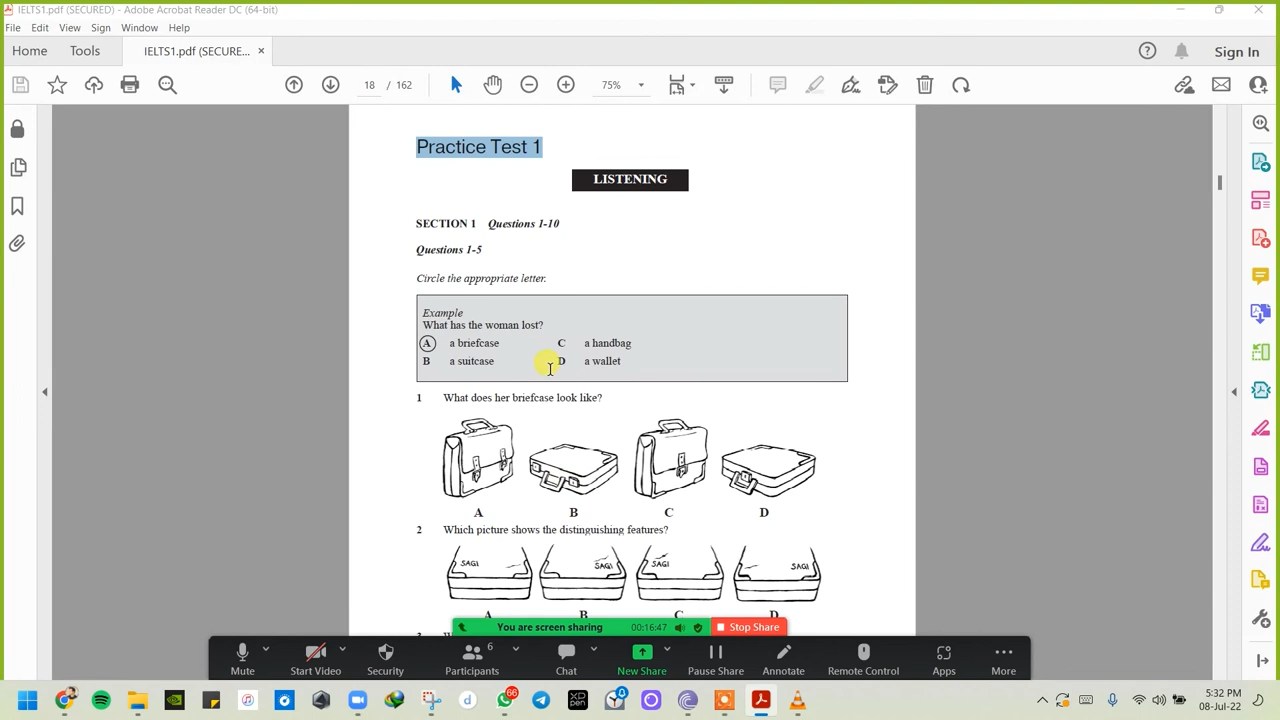 IELTS1.pdf (SECURED) - Adobe Acrobat Reader DC (64-bit)
File Edit View Sign Window Help
Home Tools IELTS1.pdf (SECURE... × Sign In
18 / 162 75%
Practice Test 1
LISTENING
SECTION 1 Questions 1-10
Questions 1-5
Circle the appropriate letter.
Example
What has the woman lost?
A a briefcase C a handbag
B a suitcase D a wallet
1 What does her briefcase look like?
A B C D
2 Which picture shows the distinguishing features?
SAGI SAGI SAGI SAGI
A B C D
3
You are screen sharing 00:16:47 Stop Share
6
Mute Start Video Security Participants Chat New Share Pause Share Annotate Remote Control Apps More
66
5:32 PM
08-Jul-22